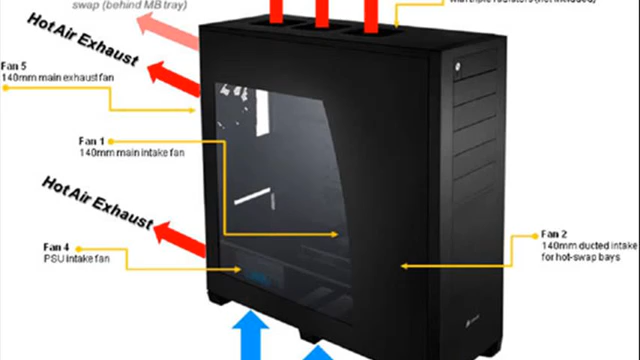 swap (behind MB tray)
Hot Air Exhaust
Fan 5
140mm main exhaust fan
Fan 1
140mm main intake fan
Hot Air Exhaust
Fan 4
PSU intake fan
Fan 2
140mm ducted intake
for hot-swap bays